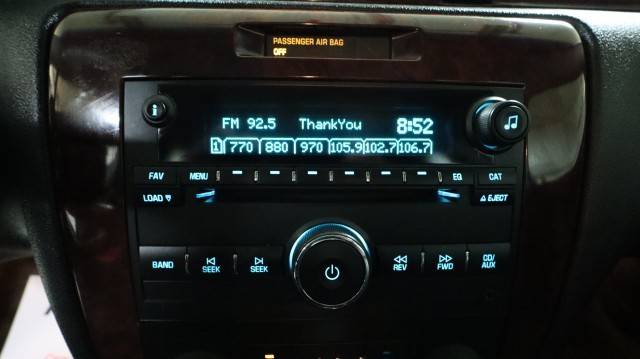 PASSENGER AIR BAG
OFF
i
FM 92.5 ThankYou 8:52
1 770 880 970 105.9 102.7 106.7
FAV MENU EQ CAT
LOAD EJECT
BAND SEEK SEEK REV FWD CD/
AUX